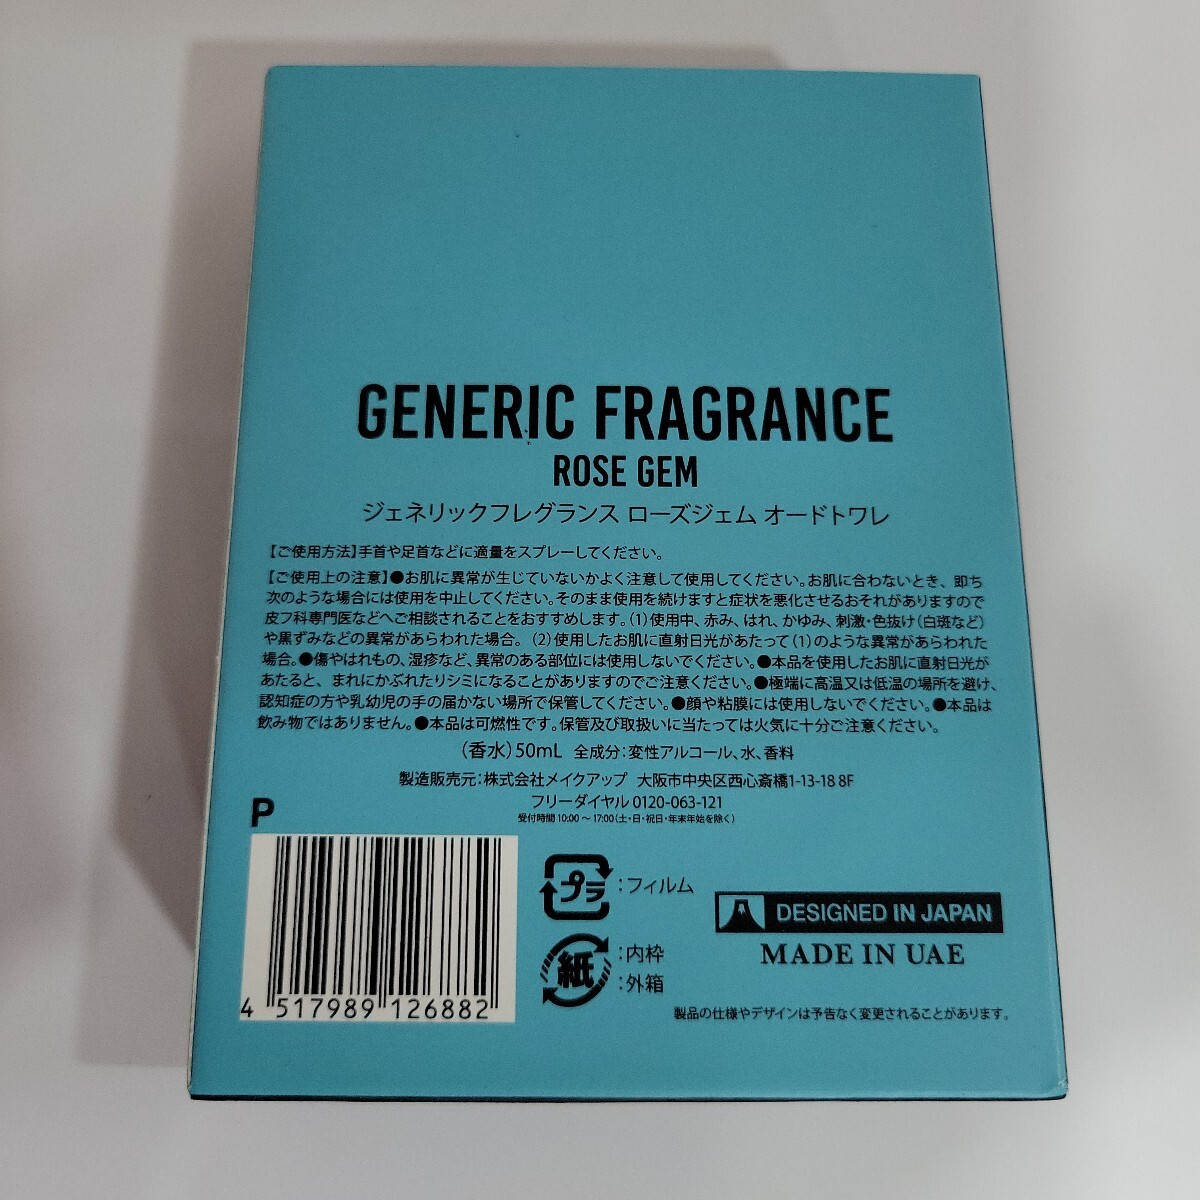 GENERIC FRAGRANCE
ROSE GEM
ジェネリックフレグランス ローズジェム オードトワレ
【ご使用方法】手首や足首などに適量をスプレーしてください。
【ご使用上の注意】●お肌に異常が生じていないかよく注意して使用してください。お肌に合わないとき、即ち
次のような場合には使用を中止してください。そのまま使用を続けますと症状を悪化させるおそれがありますので
皮フ科専門医などへご相談されることをおすすめします。(1)使用中、赤み、はれ、かゆみ、刺激・色抜け(白斑など)
や黒ずみなどの異常があらわれた場合。(2)使用したお肌に直射日光があたって(1)のような異常があらわれた
場合。●傷やはれもの、湿疹など、異常のある部位には使用しないでください。●本品を使用したお肌に直射日光が
あたると、まれにかぶれたりシミになることがありますのでご注意ください。●極端に高温又は低温の場所を避け、
認知症の方や乳幼児の手の届かない場所で保管してください。●顔や粘膜には使用しないでください。●本品は
飲み物ではありません。●本品は可燃性です。保管及び取扱いに当たっては火気に十分ご注意ください。
(香水)50mL 全成分:変性アルコール、水、香料
製造販売元:株式会社メイクアップ 大阪市中央区西心斎橋1-13-18 8F
フリーダイヤル 0120-063-121
受付時間 10:00～17:00(土・日・祝日・年末年始を除く)
P
4 517989 126882
プラ:フィルム
紙:内枠
:外箱
DESIGNED IN JAPAN
MADE IN UAE
製品の仕様やデザインは予告なく変更されることがあります。